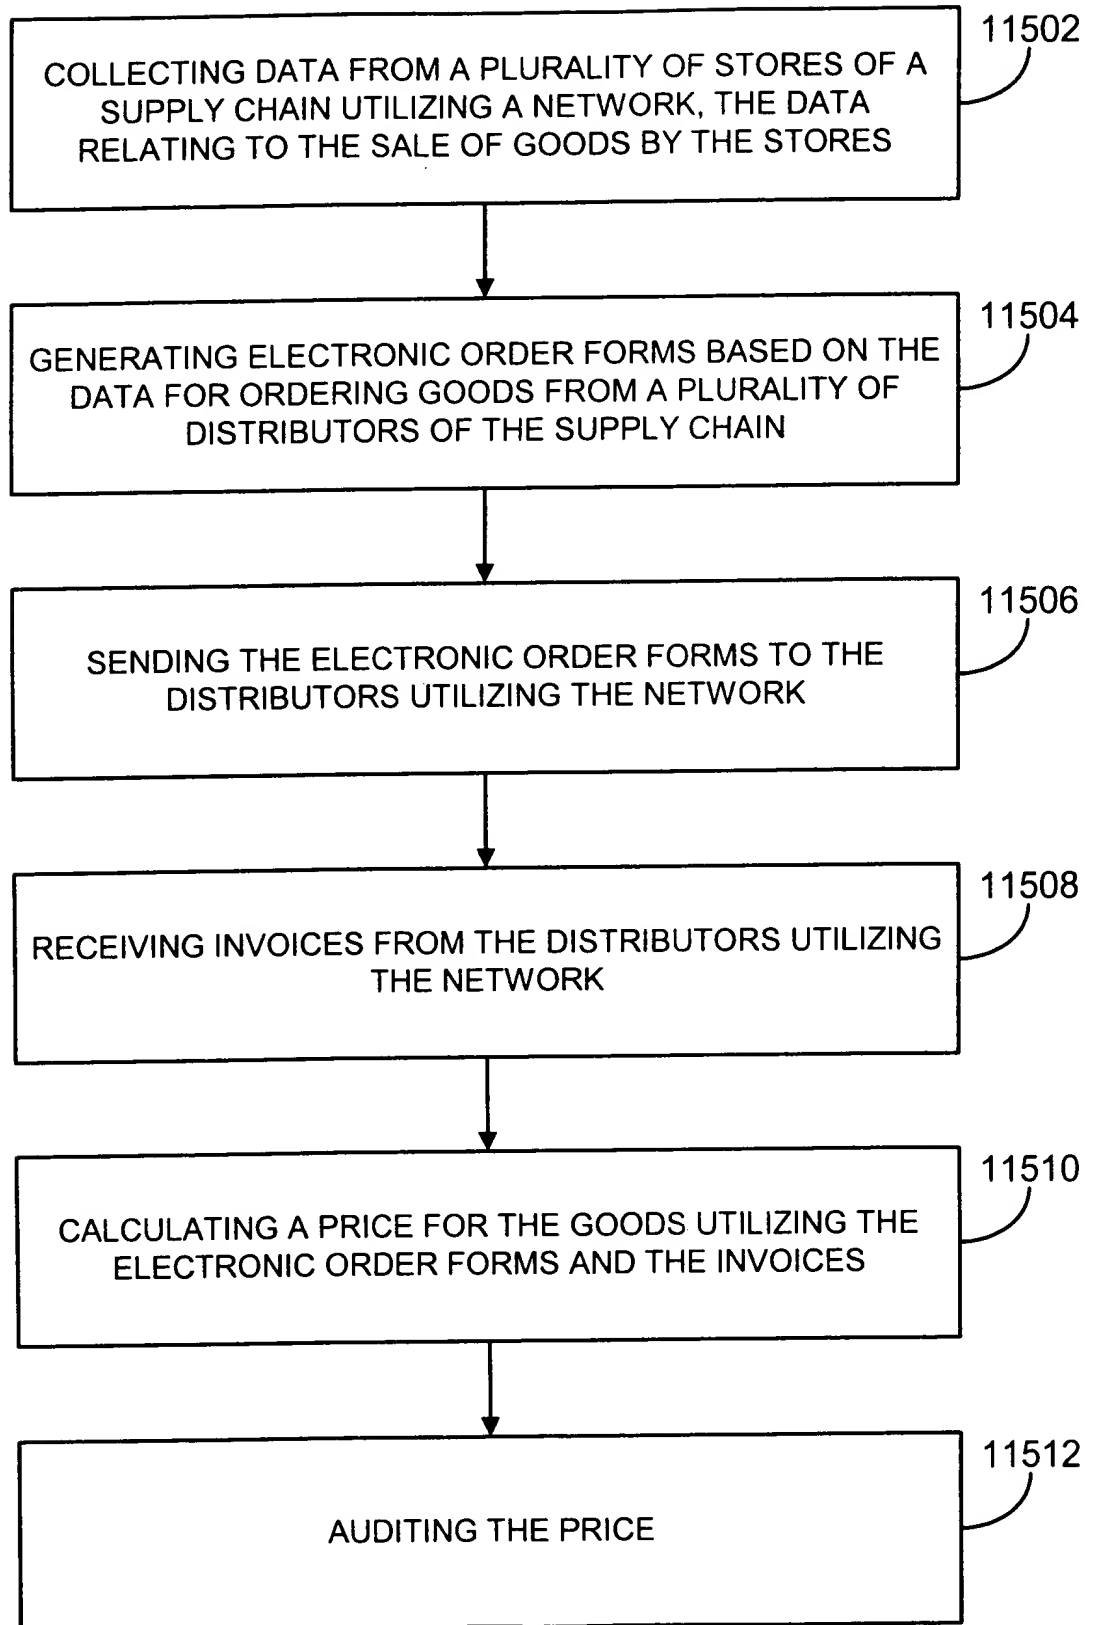 11502
COLLECTING DATA FROM A PLURALITY OF STORES OF A
SUPPLY CHAIN UTILIZING A NETWORK, THE DATA
RELATING TO THE SALE OF GOODS BY THE STORES
11504
GENERATING ELECTRONIC ORDER FORMS BASED ON THE
DATA FOR ORDERING GOODS FROM A PLURALITY OF
DISTRIBUTORS OF THE SUPPLY CHAIN
11506
SENDING THE ELECTRONIC ORDER FORMS TO THE
DISTRIBUTORS UTILIZING THE NETWORK
11508
RECEIVING INVOICES FROM THE DISTRIBUTORS UTILIZING
THE NETWORK
11510
CALCULATING A PRICE FOR THE GOODS UTILIZING THE
ELECTRONIC ORDER FORMS AND THE INVOICES
11512
AUDITING THE PRICE